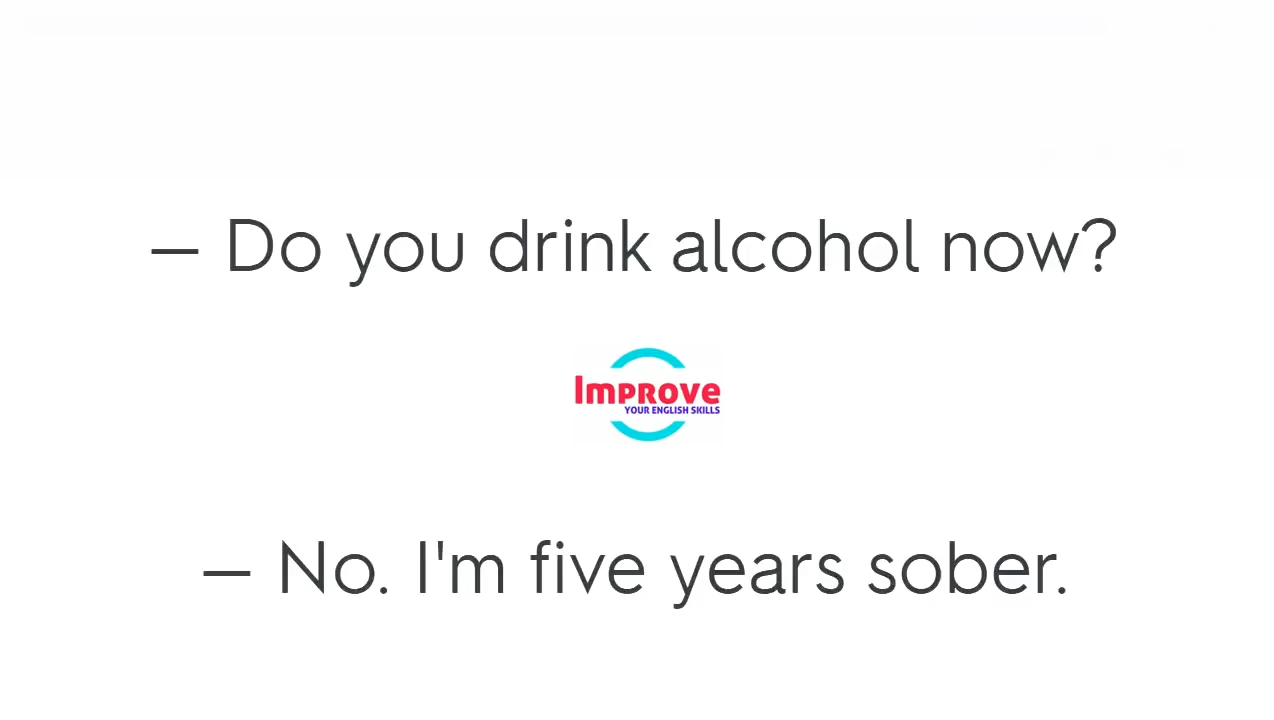 – Do you drink alcohol now?
Improve
YOUR ENGLISH SKILLS
– No. I'm five years sober.